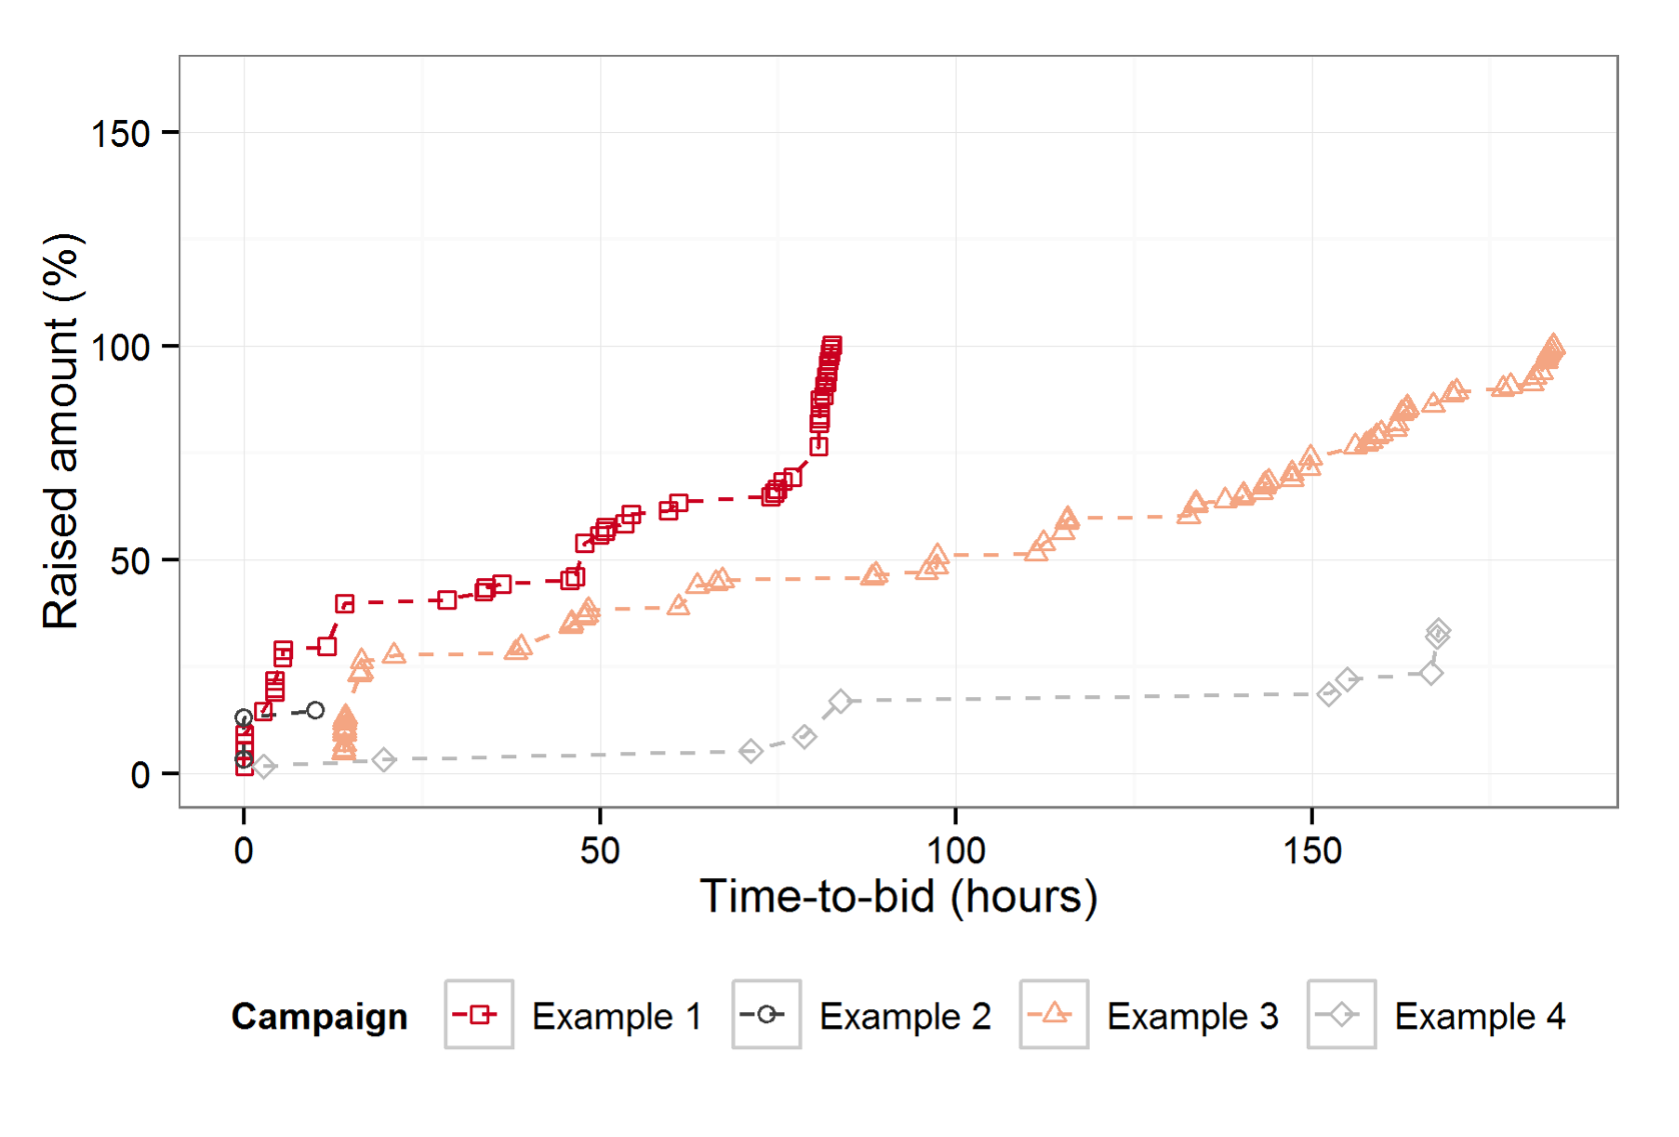 Raised amount (%)
150
100
50
0
0 50 100 150
Time-to-bid (hours)
Campaign Example 1 Example 2 Example 3 Example 4